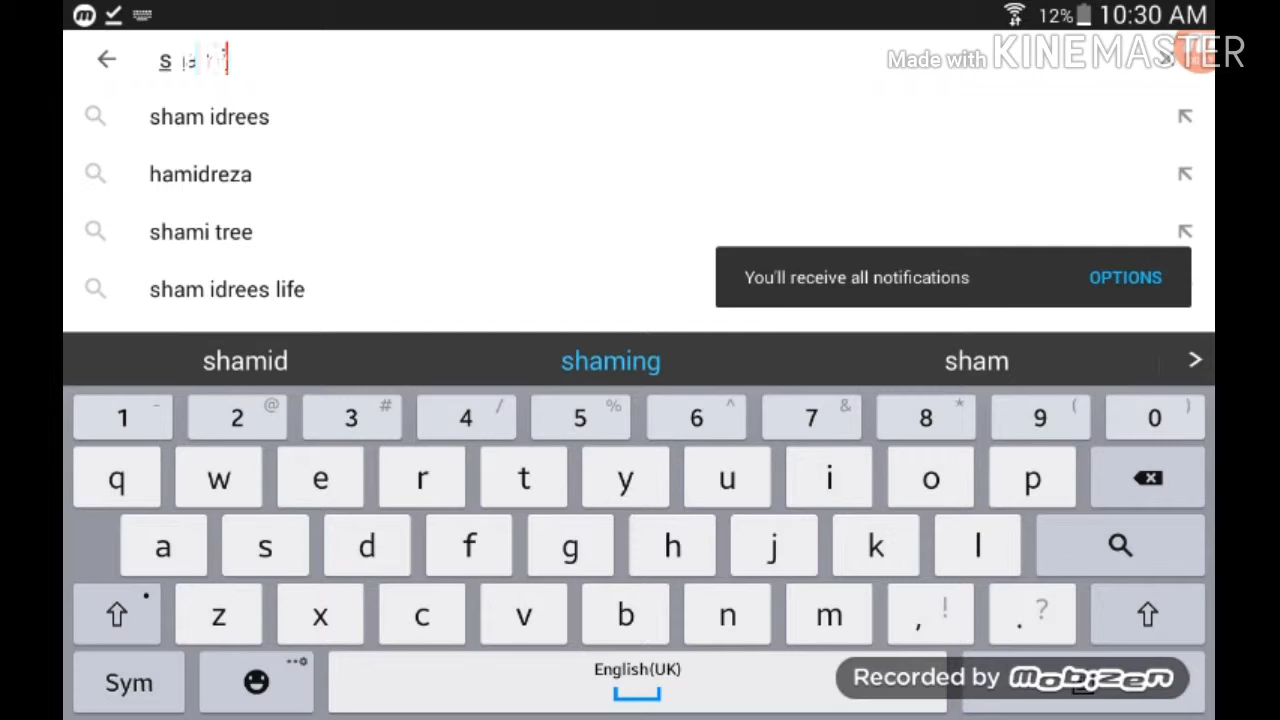 12% 10:30 AM
Made with KINEMASTER
sham idrees
hamidreza
shami tree
sham idrees life
You'll receive all notifications OPTIONS
shamid shaming sham >
1 - 2 @ 3 # 4 / 5 % 6 ^ 7 & 8 * 9 ( 0 )
q w e r t y u i o p
a s d f g h j k l
z x c v b n m , ! . ?
Sym English(UK)
Recorded by mobizen